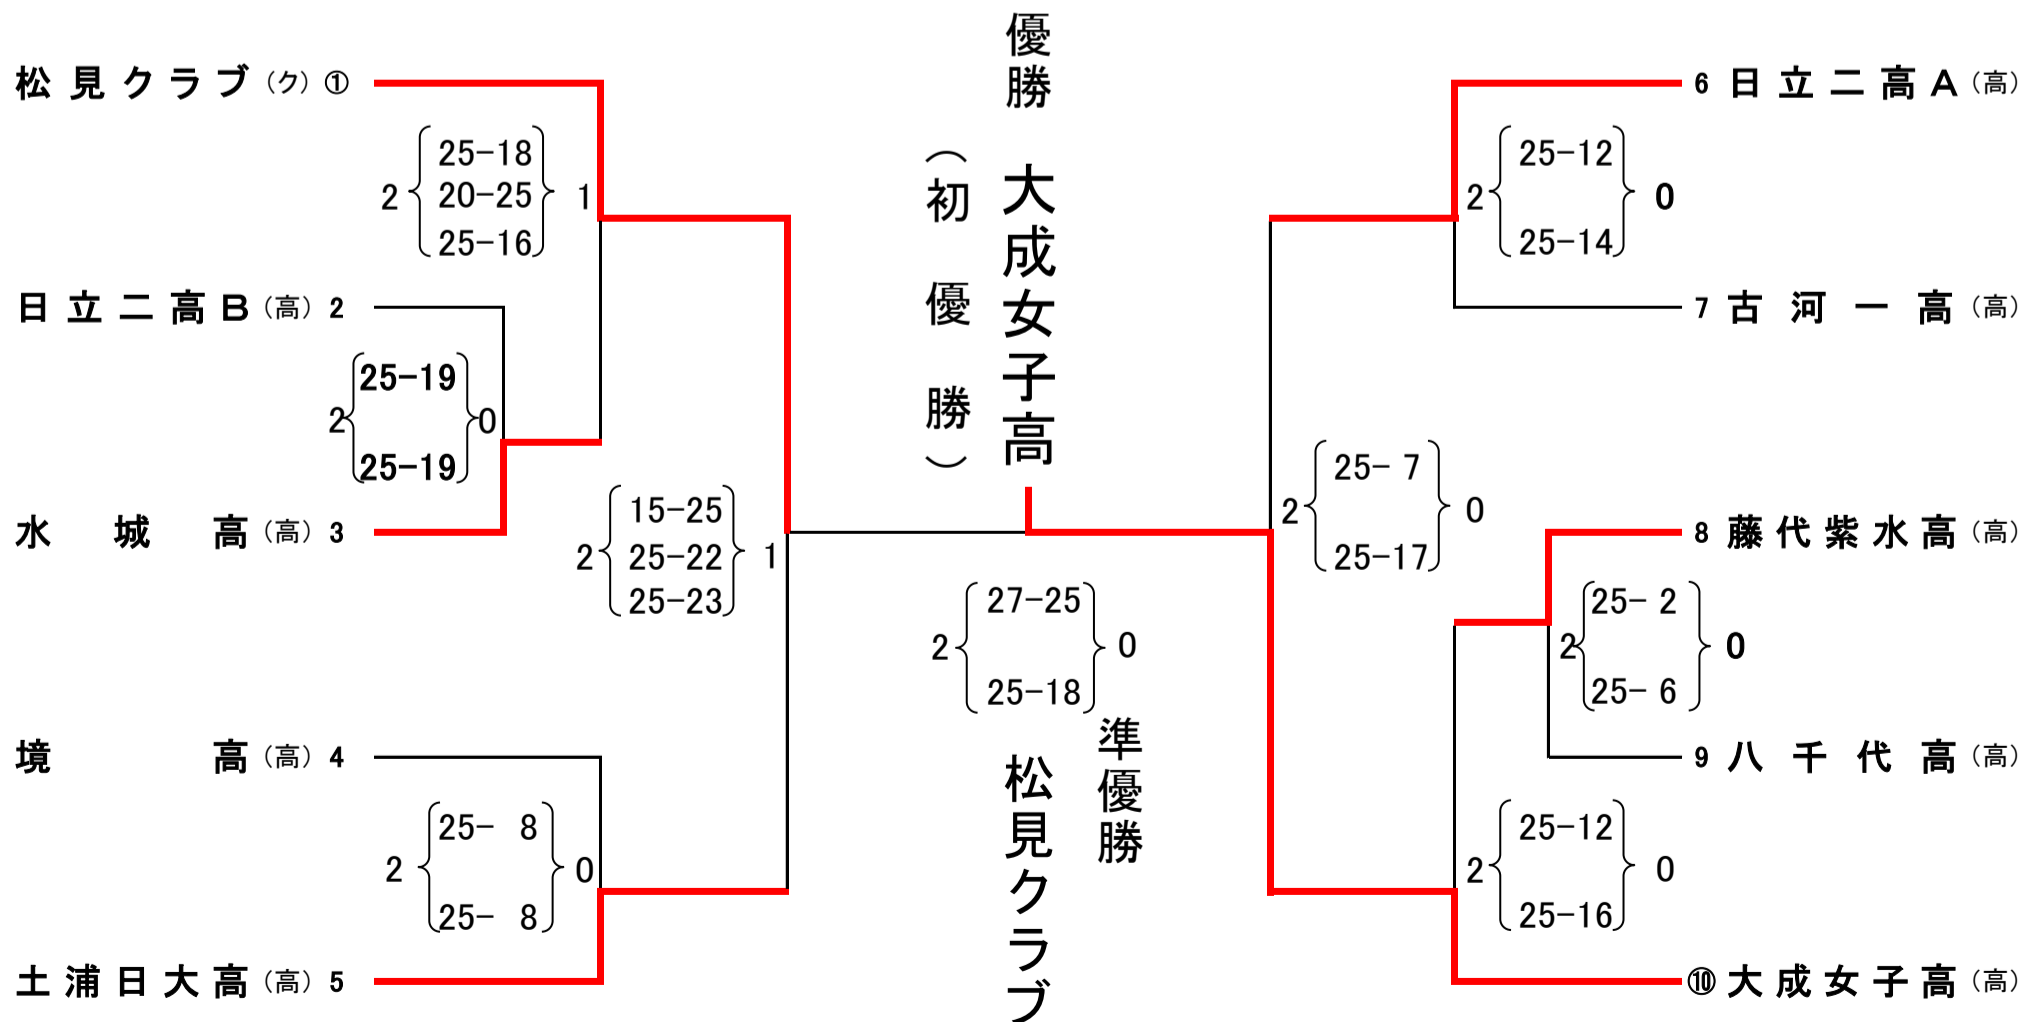 松見クラブ（ク）①
2 25-18 1
20-25
25-16
日立二高B（高）2
2 25-19 0
25-19
水城高（高）3
2 15-25 1
25-22
25-23
境高（高）4
2 25- 8 0
25- 8
土浦日大高（高）5
優勝
大成女子高
（初優勝）
2 27-25 0
25-18
準優勝
松見クラブ
6 日立二高A（高）
2 25-12 0
25-14
7 古河一高（高）
2 25- 7 0
25-17
8 藤代紫水高（高）
2 25- 2 0
25- 6
9 八千代高（高）
2 25-12 0
25-16
⑩ 大成女子高（高）